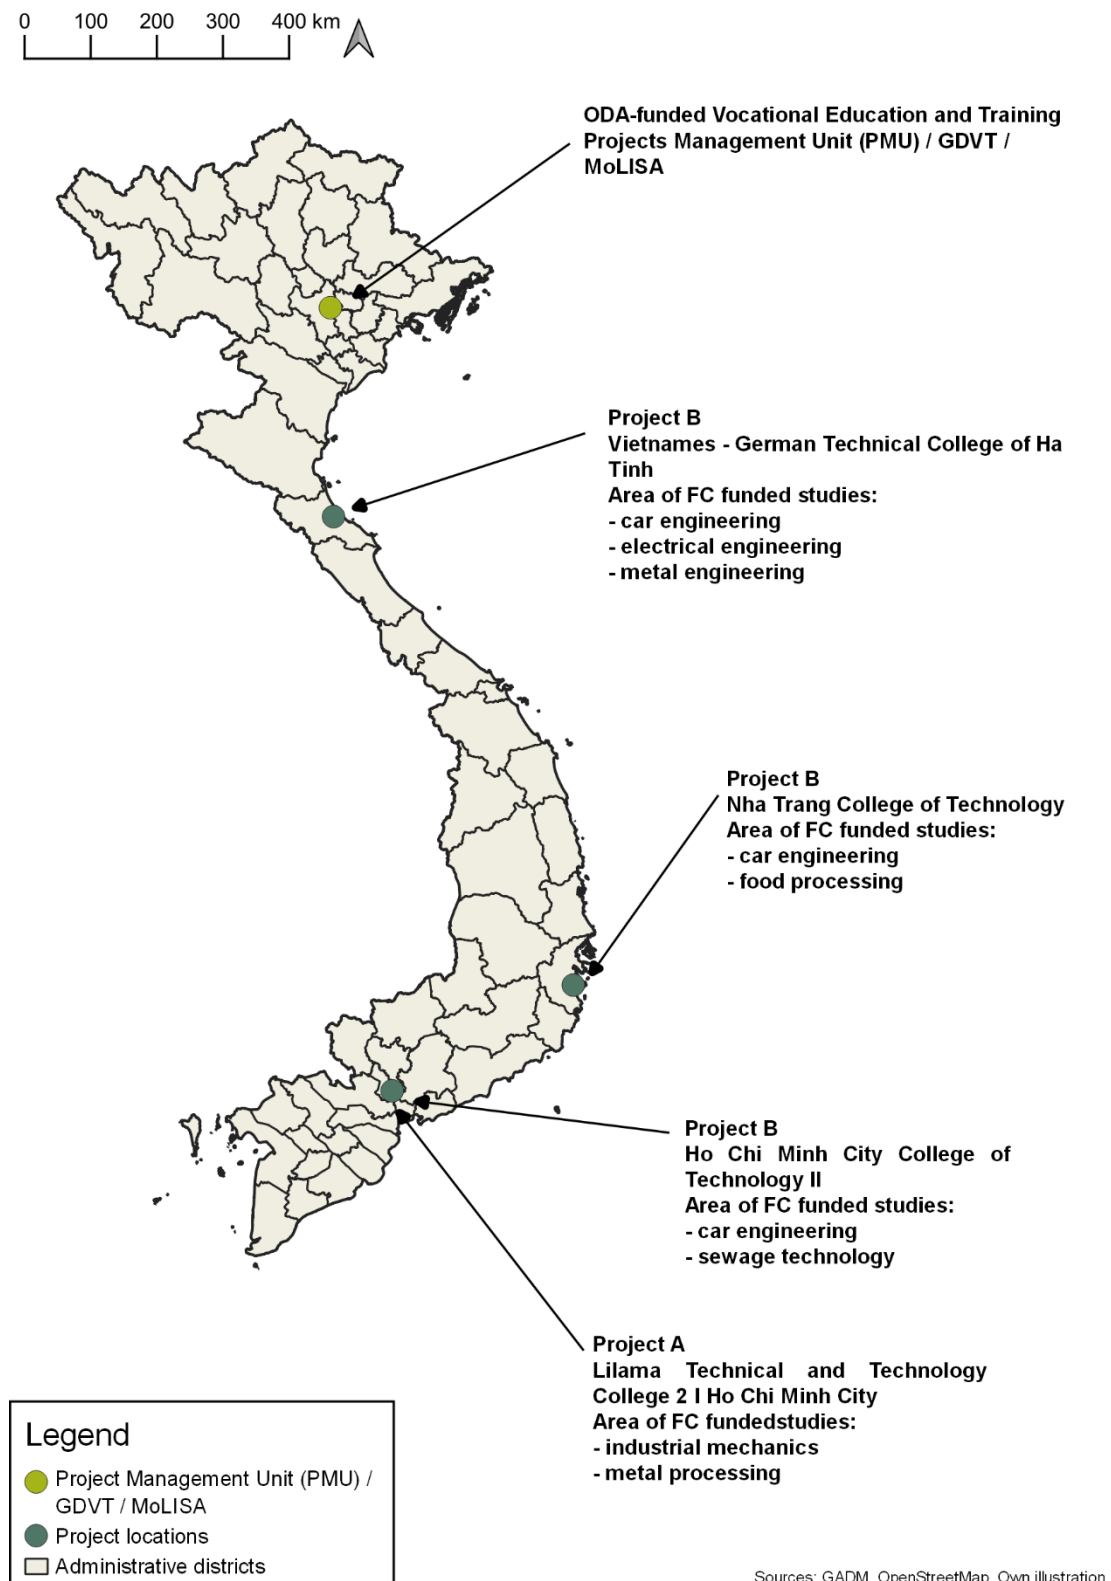 0 100 200 300 400 km
ODA-funded Vocational Education and Training
Projects Management Unit (PMU) / GDVT /
MoLISA
Project B
Vietnames - German Technical College of Ha
Tinh
Area of FC funded studies:
- car engineering
- electrical engineering
- metal engineering
Project B
Nha Trang College of Technology
Area of FC funded studies:
- car engineering
- food processing
Project B
Ho Chi Minh City College of
Technology II
Area of FC funded studies:
- car engineering
- sewage technology
Project A
Lilama Technical and Technology
College 2 I Ho Chi Minh City
Area of FC fundedstudies:
- industrial mechanics
- metal processing
Legend
Project Management Unit (PMU) /
GDVT / MoLISA
Project locations
Administrative districts
Sources: GADM, OpenStreetMap, Own illustration